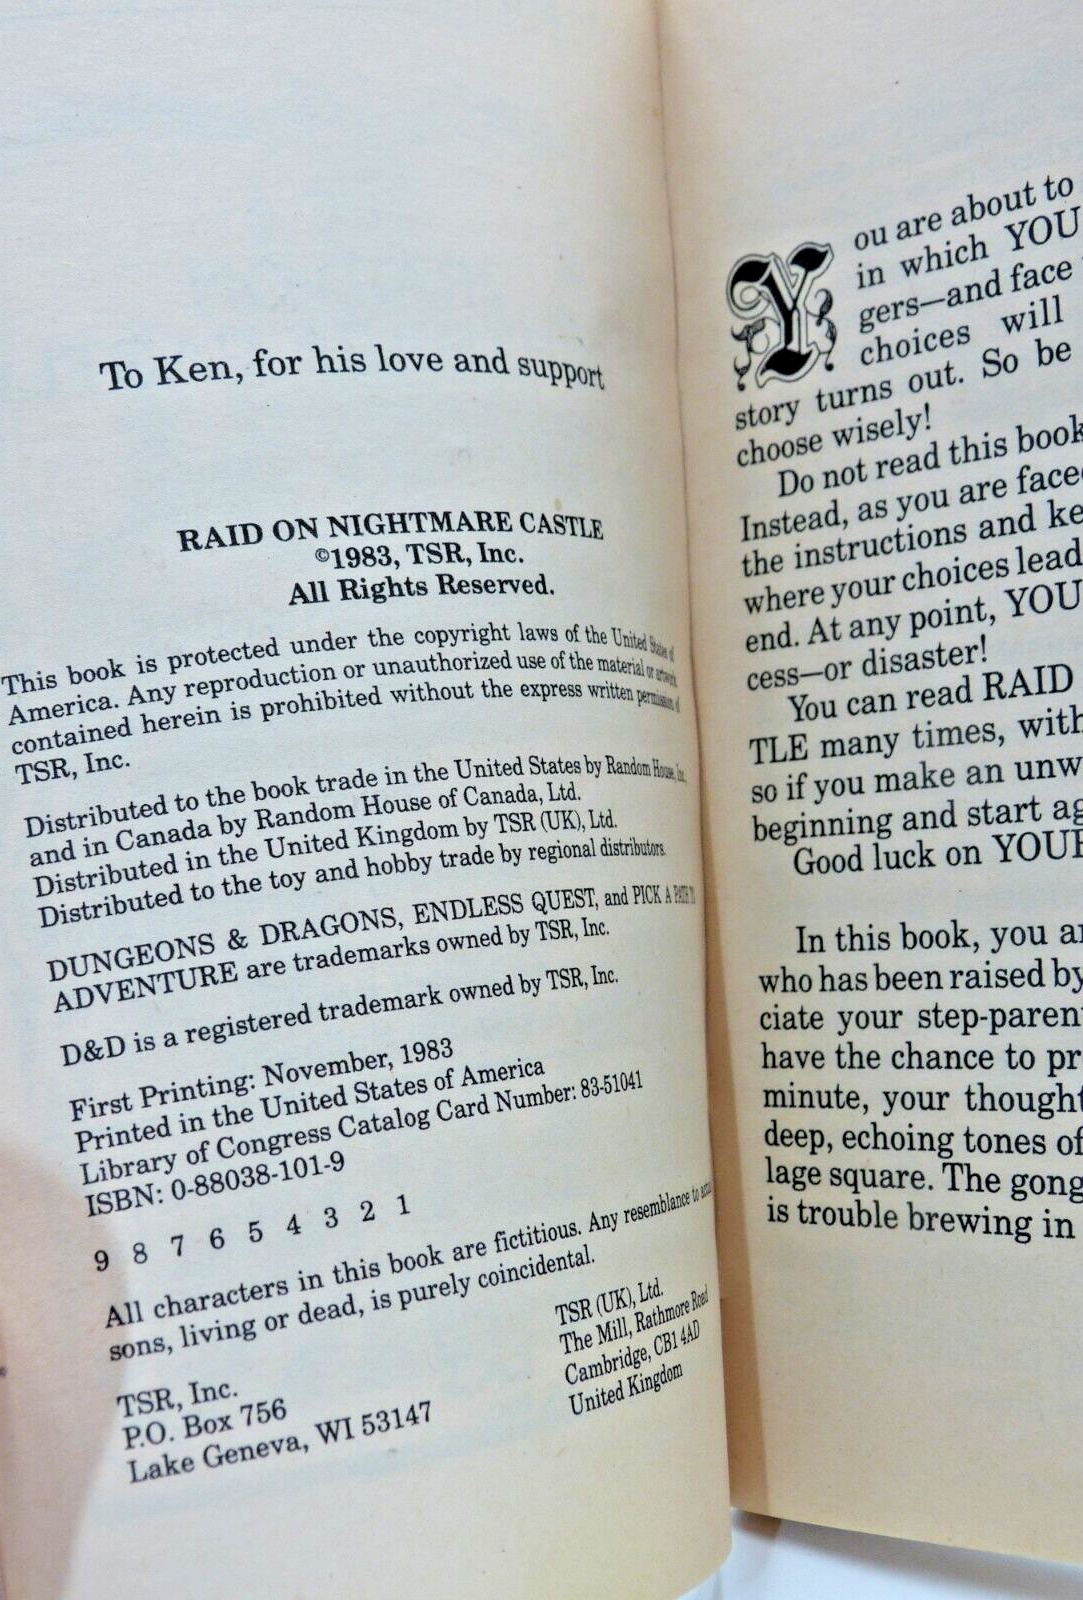 To Ken, for his love and support
RAID ON NIGHTMARE CASTLE
©1983, TSR, Inc.
All Rights Reserved.
This book is protected under the copyright laws of the United States of
America. Any reproduction or unauthorized use of the material or artwork
contained herein is prohibited without the express written permission of
TSR, Inc.
Distributed to the book trade in the United States by Random House, Inc.,
and in Canada by Random House of Canada, Ltd.
Distributed in the United Kingdom by TSR (UK), Ltd.
Distributed to the toy and hobby trade by regional distributors.
DUNGEONS & DRAGONS, ENDLESS QUEST, and PICK A PATH TO
ADVENTURE are trademarks owned by TSR, Inc.
D&D is a registered trademark owned by TSR, Inc.
First Printing: November, 1983
Printed in the United States of America
Library of Congress Catalog Card Number: 83-51041
ISBN: 0-88038-101-9
9 8 7 6 5 4 3 2 1
All characters in this book are fictitious. Any resemblance to
sons, living or dead, is purely coincidental.
TSR, Inc.
P.O. Box 756
Lake Geneva, WI 53147
TSR (UK), Ltd.
The Mill, Rathmore Road
Cambridge, CB1 4AD
United Kingdom
You are about to
in which YOU
gers—and face
choices will
story turns out. So be
choose wisely!
Do not read this book
Instead, as you are faced
the instructions and ke
where your choices lead
end. At any point, YOU
cess—or disaster!
You can read RAID
TLE many times, with
so if you make an unw
beginning and start ag
Good luck on YOUR
In this book, you ar
who has been raised by
ciate your step-paren
have the chance to pr
minute, your thought
deep, echoing tones of
lage square. The gong
is trouble brewing in